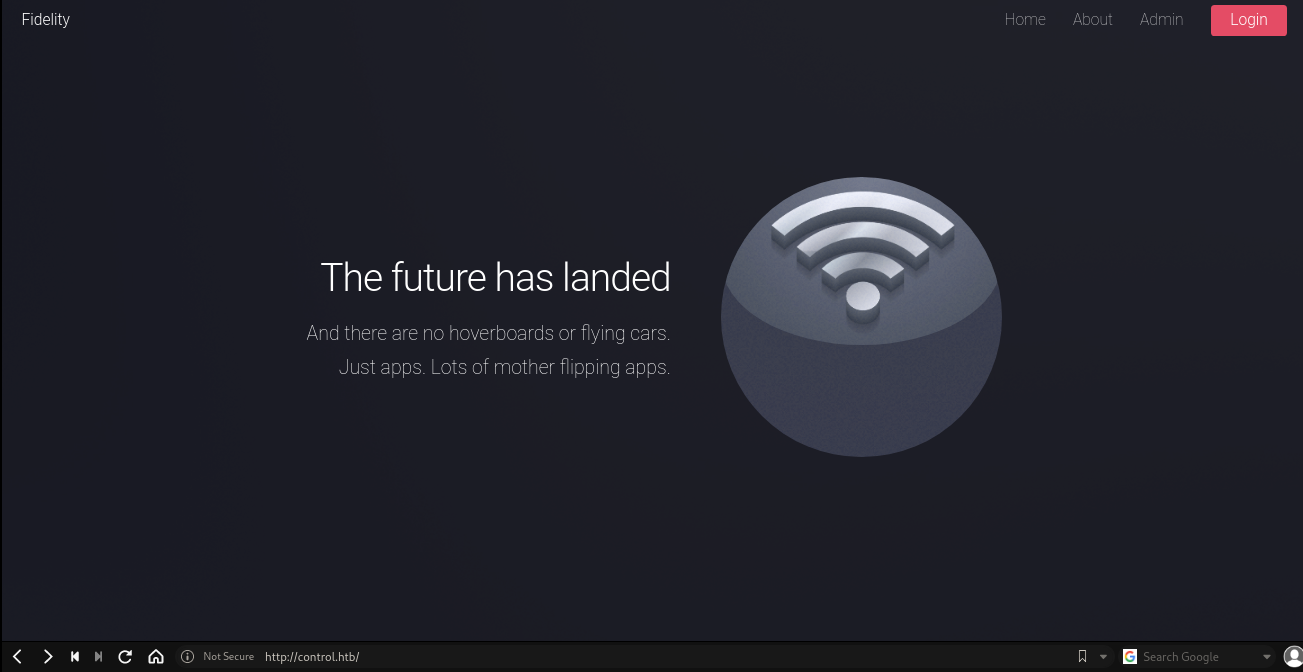 Fidelity
Home About Admin Login
The future has landed
And there are no hoverboards or flying cars.
Just apps. Lots of mother flipping apps.
Not Secure http://control.htb/
G Search Google